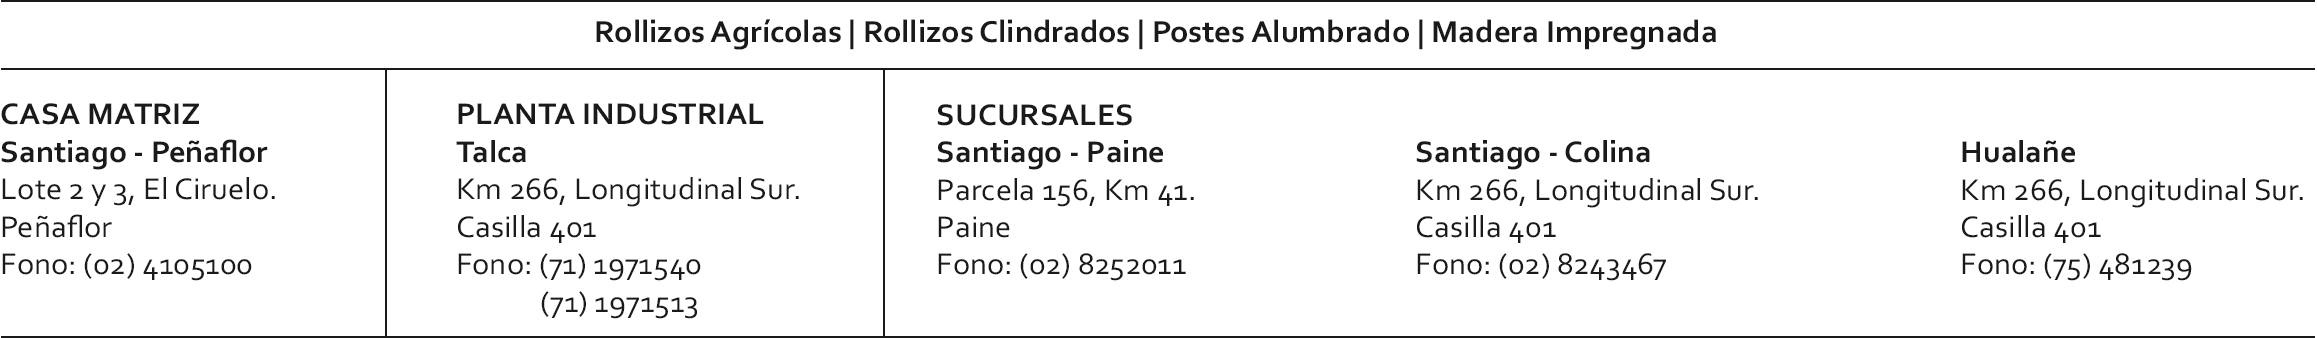 Rollizos Agrícolas | Rollizos Clindrados | Postes Alumbrado | Madera Impregnada
CASA MATRIZ
Santiago - Peñaflor
Lote 2 y 3, El Ciruelo.
Peñaflor
Fono: (02) 4105100
PLANTA INDUSTRIAL
Talca
Km 266, Longitudinal Sur.
Casilla 401
Fono: (71) 1971540
(71) 1971513
SUCURSALES
Santiago - Paine
Parcela 156, Km 41.
Paine
Fono: (02) 8252011
Santiago - Colina
Km 266, Longitudinal Sur.
Casilla 401
Fono: (02) 8243467
Hualañe
Km 266, Longitudinal Sur.
Casilla 401
Fono: (75) 481239